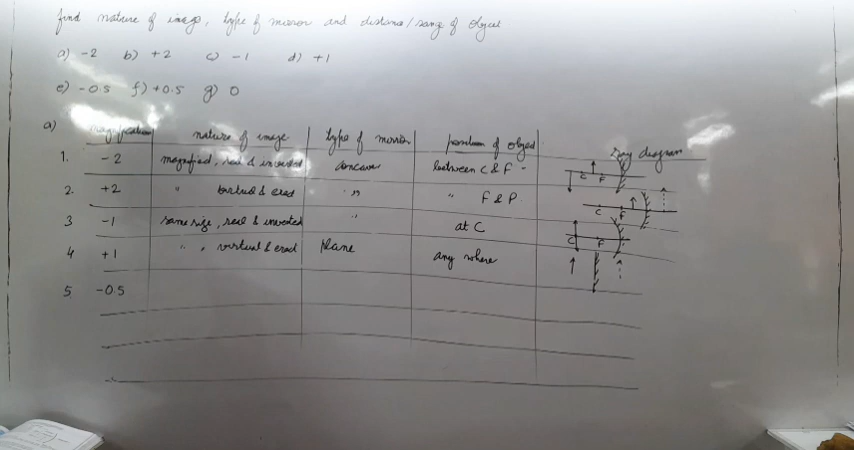 find nature of image, type of mirror and distance/range of object
a) -2 b) +2 c) -1 d) +1
e) -0.5 f) +0.5 g) 0
a) magnification nature of image type of mirror position of object Ray diagram
1. -2 magnified, real & inverted concave between C & F - C F
2. +2 " virtual & erect " " F & P. C F
3 -1 same size, real & inverted " at C C F
4 +1 " , virtual & erect plane any where
5 -0.5